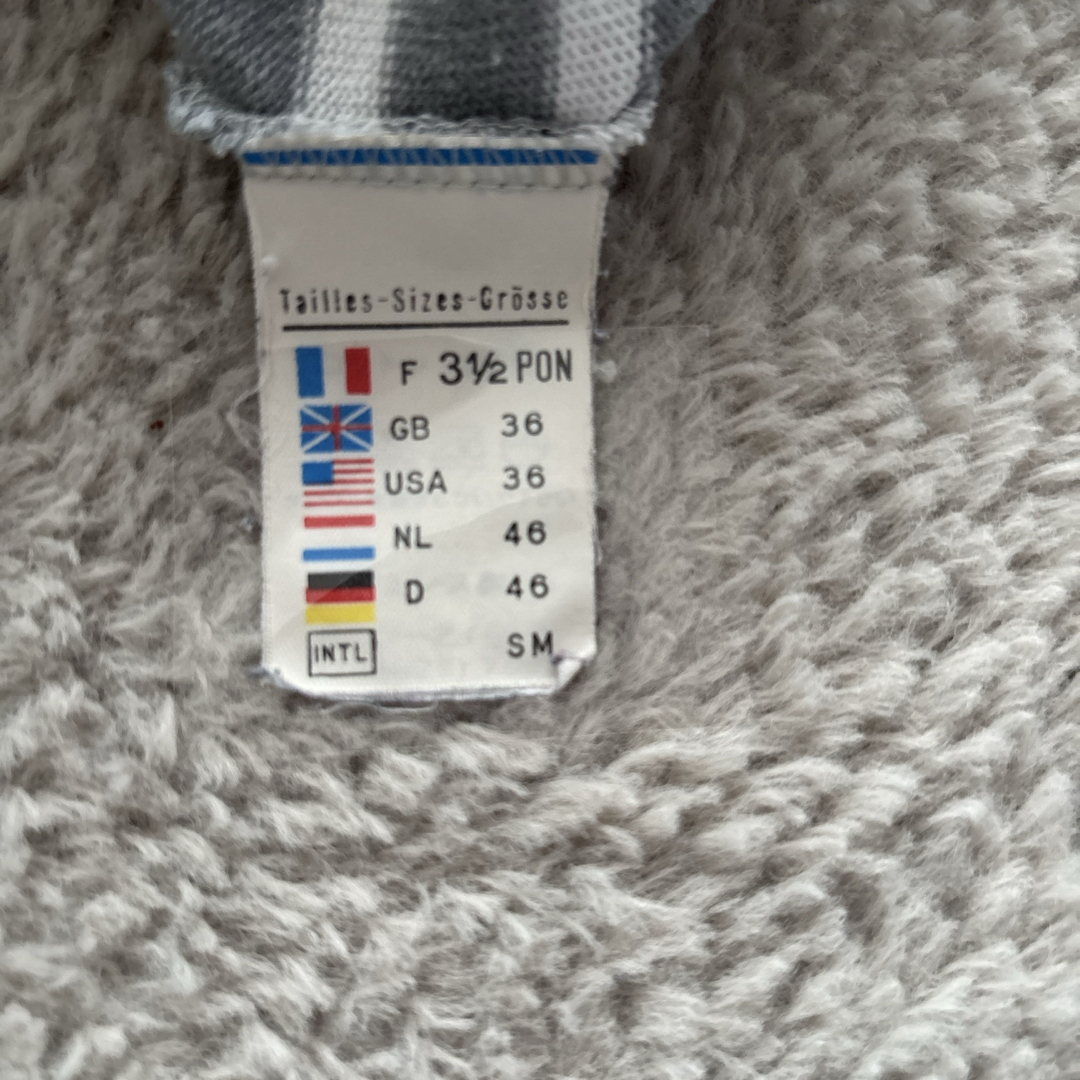 Tailles-Sizes-Grösse
F 3½ PON
GB 36
USA 36
NL 46
D 46
INTL SM